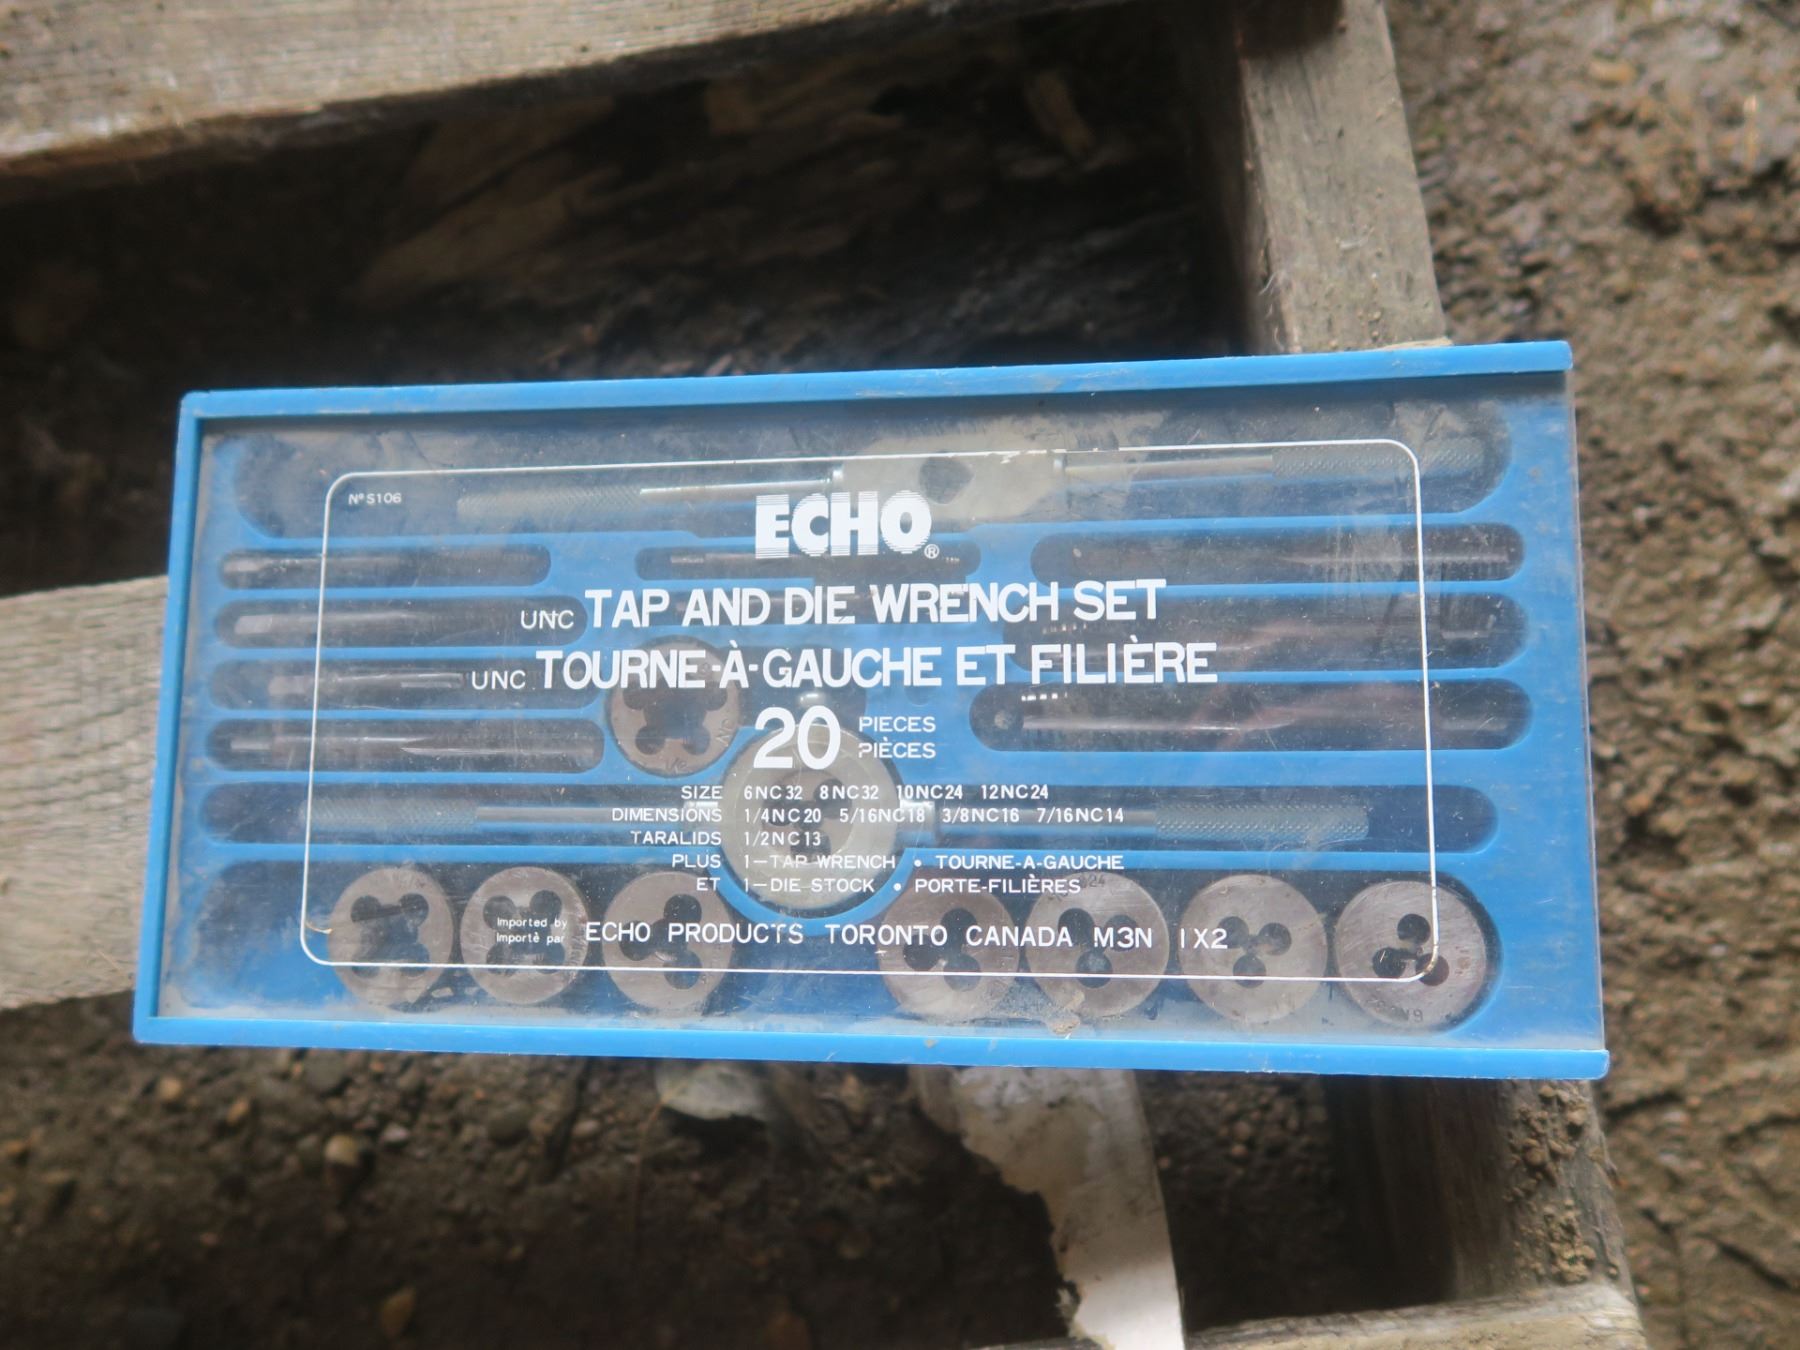 Nº S106
ECHO®
UNC TAP AND DIE WRENCH SET
UNC TOURNE-À-GAUCHE ET FILIÈRE
20 PIECES
PIÈCES
SIZE 6NC32 8NC32 10NC24 12NC24
DIMENSIONS 1/4NC20 5/16NC18 3/8NC16 7/16NC14
TARALIDS 1/2NC13
PLUS 1-TAP WRENCH • TOURNE-A-GAUCHE
ET 1-DIE STOCK • PORTE-FILIÈRES
Imported by
Importè par
ECHO PRODUCTS TORONTO CANADA M3N 1X2